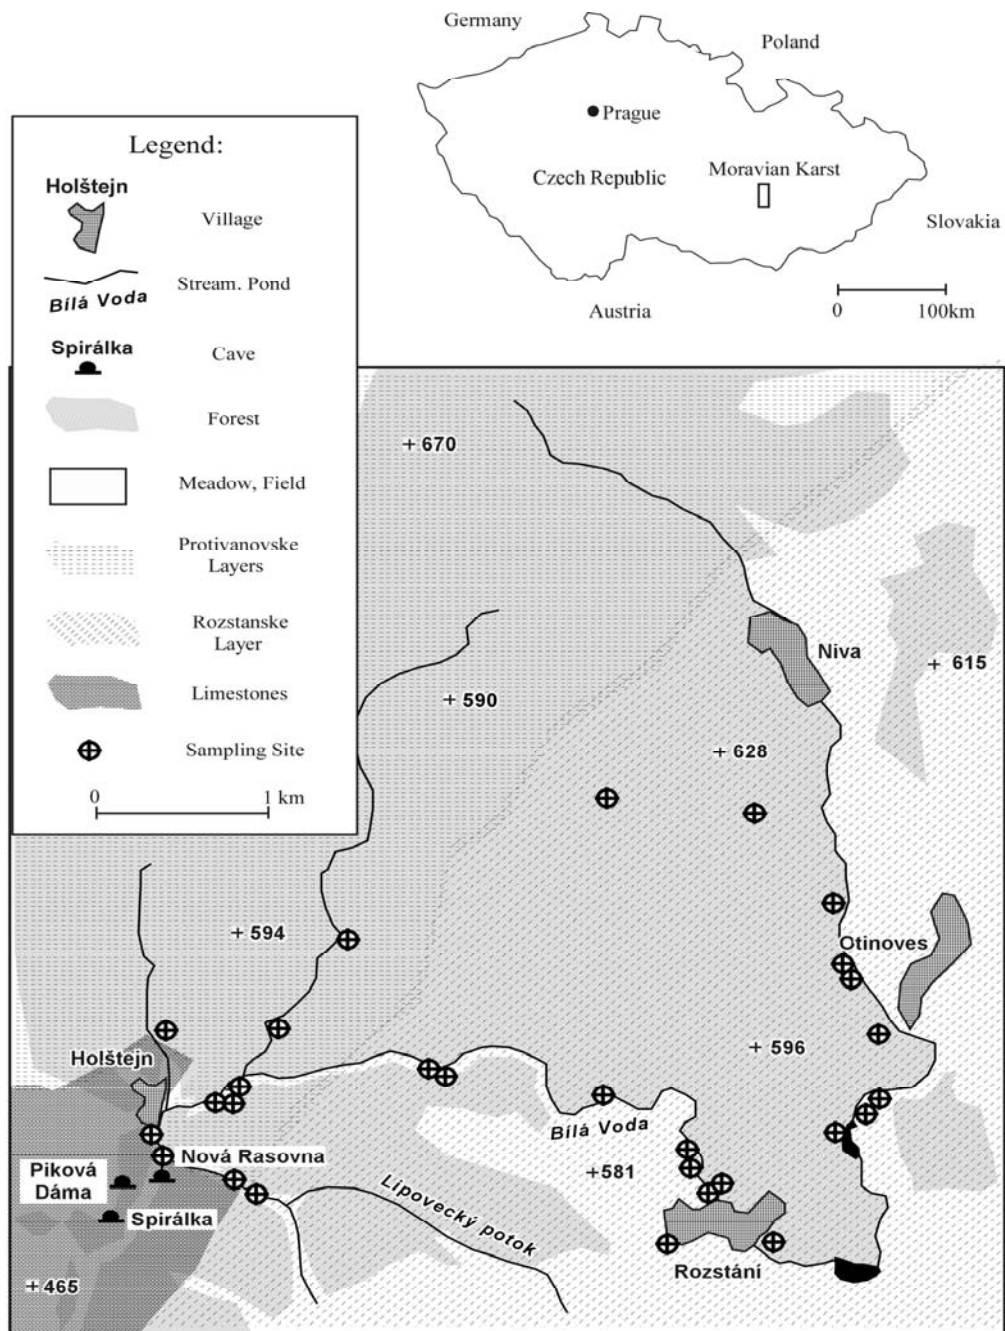 Germany
Poland
Prague
Czech Republic
Moravian Karst
Slovakia
Austria
0 100km
Legend:
Holštejn
Village
Bílá Voda
Stream. Pond
Spirálka
Cave
Forest
Meadow, Field
Protivanovske
Layers
Rozstanske
Layer
Limestones
Sampling Site
0 1 km
+ 670
+ 590
Niva
+ 615
+ 628
+ 594
Otinoves
Holštejn
+ 596
Bílá Voda
+ 581
Nová Rasovna
Piková
Dáma
Spirálka
Lipovecký potok
Rozstání
+ 465